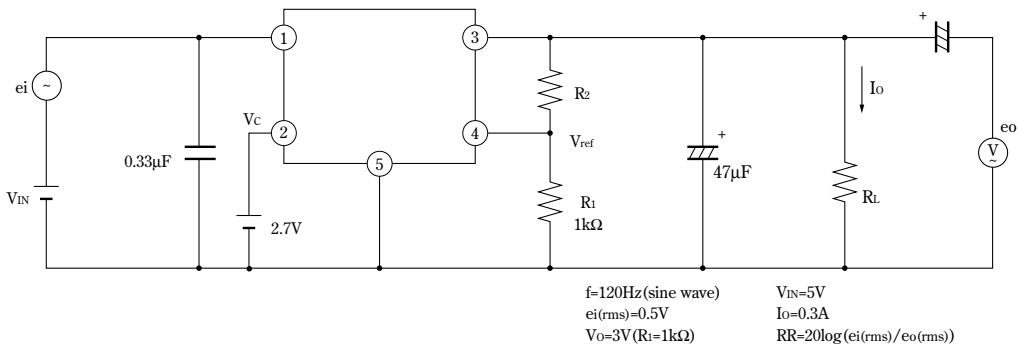 +
1
3
ei
~
R2
IO
eo
VC
2
4
Vref
+
V
~
0.33μF
5
47μF
VIN
2.7V
R1
1kΩ
RL
f=120Hz(sine wave)
ei(rms)=0.5V
VO=3V(R1=1kΩ)
VIN=5V
IO=0.3A
RR=20log(ei(rms)/eo(rms))